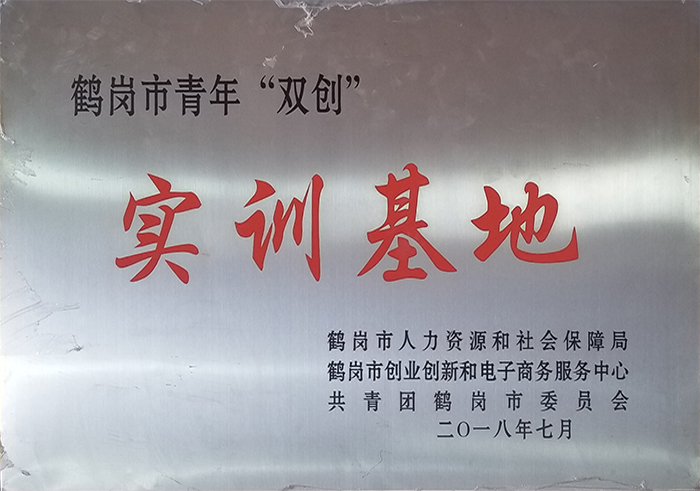 鹤岗市青年“双创”
实训基地
鹤岗市人力资源和社会保障局
鹤岗市创业创新和电子商务服务中心
共青团鹤岗市委员会
二〇一八年七月